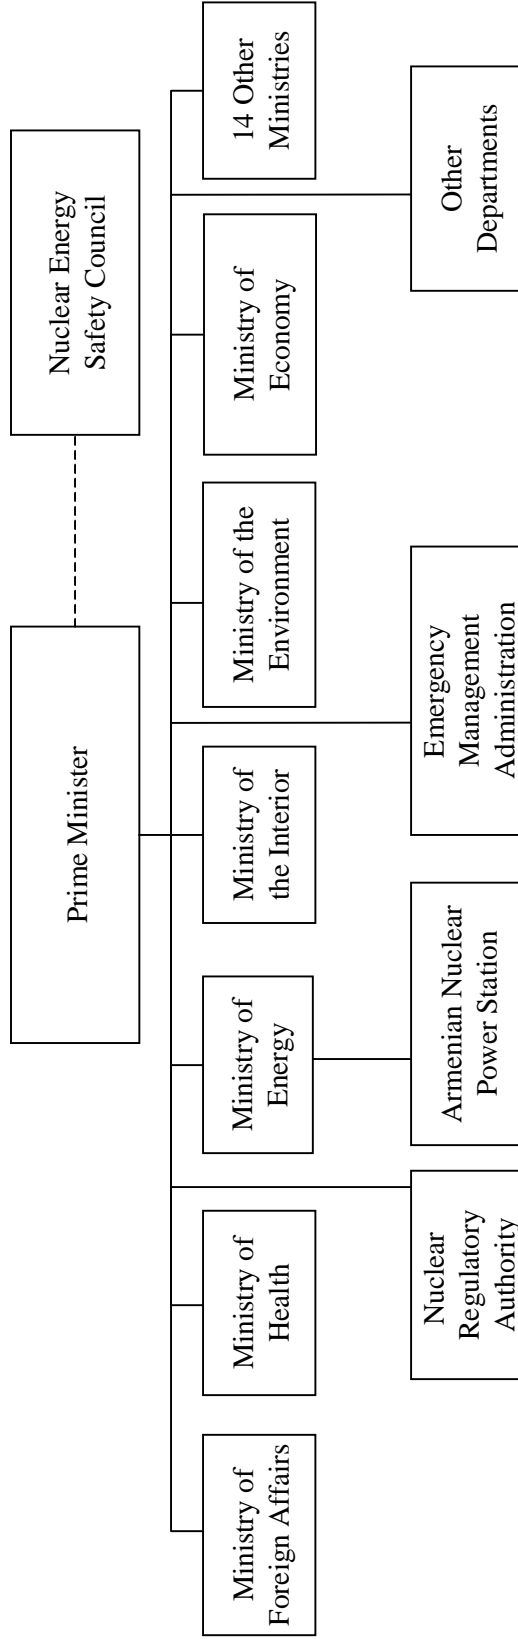 Prime Minister
Nuclear Energy
Safety Council
Ministry of
Foreign Affairs
Ministry of
Health
Ministry of
Energy
Ministry of
the Interior
Ministry of the
Environment
Ministry of
Economy
14 Other
Ministries
Nuclear
Regulatory
Authority
Armenian Nuclear
Power Station
Emergency
Management
Administration
Other
Departments